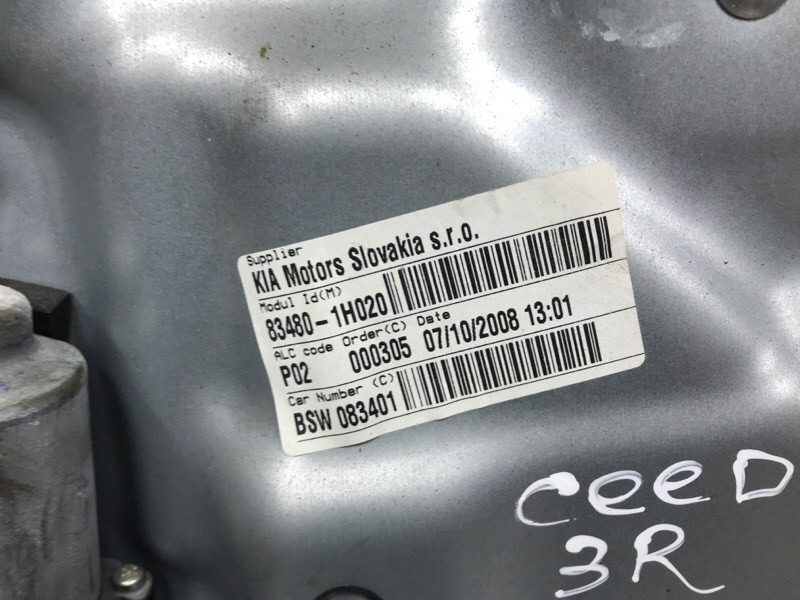 Supplier
KIA Motors Slovakia s.r.o.
Modul Id(M)
83480-1H020
ALC code Order(C) Date
P02 000305 07/10/2008 13:01
Car Number (C)
BSW 083401
CEED
3R